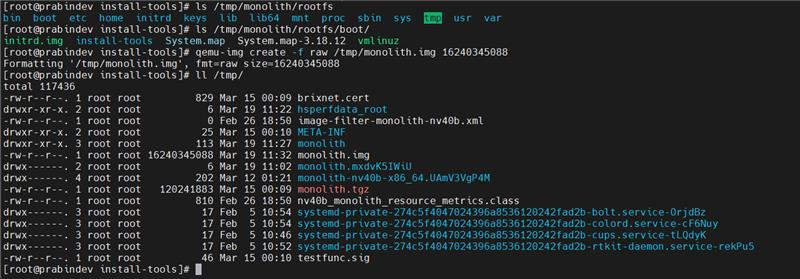 [root@prabindev install-tools]# ls /tmp/monolith/rootfs
bin boot etc home initrd keys lib lib64 mnt proc sbin sys tmp usr var
[root@prabindev install-tools]# ls /tmp/monolith/rootfs/boot/
initrd.img install-tools System.map System.map-3.18.12 vmlinuz
[root@prabindev install-tools]# qemu-img create -f raw /tmp/monolith.img 16240345088
Formatting '/tmp/monolith.img', fmt=raw size=16240345088
[root@prabindev install-tools]# ll /tmp/
total 117436
-rw-r--r--. 1 root root 829 Mar 15 00:09 brixnet.cert
drwxr-xr-x. 2 root root 6 Mar 19 11:22 hsperfdata_root
-rw-r--r--. 1 root root 0 Feb 26 18:50 image-filter-monolith-nv40b.xml
drwxr-xr-x. 2 root root 25 Mar 15 00:10 META-INF
drwxr-xr-x. 3 root root 113 Mar 19 11:27 monolith
-rw-r--r--. 1 root root 16240345088 Mar 19 11:32 monolith.img
drwx------. 2 root root 6 Mar 19 11:02 monolith.mxdvK5IWiU
drwx------. 4 root root 202 Mar 12 01:21 monolith-nv40b-x86_64.UAmV3VgP4M
-rw-r--r--. 1 root root 120241883 Mar 15 00:09 monolith.tgz
-rw-r--r--. 1 root root 810 Feb 26 18:50 nv40b_monolith_resource_metrics.class
drwx------. 3 root root 17 Feb 5 10:54 systemd-private-274c5f4047024396a8536120242fad2b-bolt.service-OrjdBz
drwx------. 3 root root 17 Feb 5 10:54 systemd-private-274c5f4047024396a8536120242fad2b-colord.service-cF6Nuy
drwx------. 3 root root 17 Feb 5 10:46 systemd-private-274c5f4047024396a8536120242fad2b-cups.service-tLQdyK
drwx------. 3 root root 17 Feb 5 10:52 systemd-private-274c5f4047024396a8536120242fad2b-rtkit-daemon.service-rekPu5
-rw-r--r--. 1 root root 46 Mar 15 00:10 testfunc.sig
[root@prabindev install-tools]#